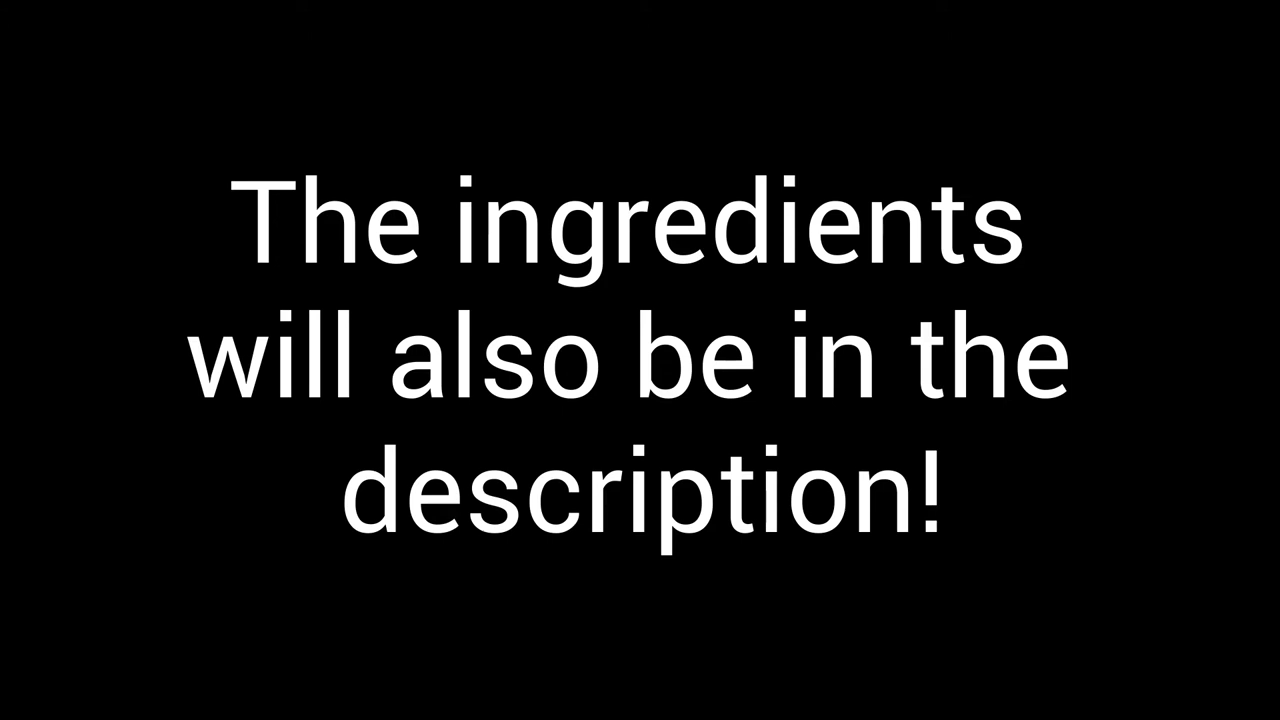 The ingredients
will also be in the
description!